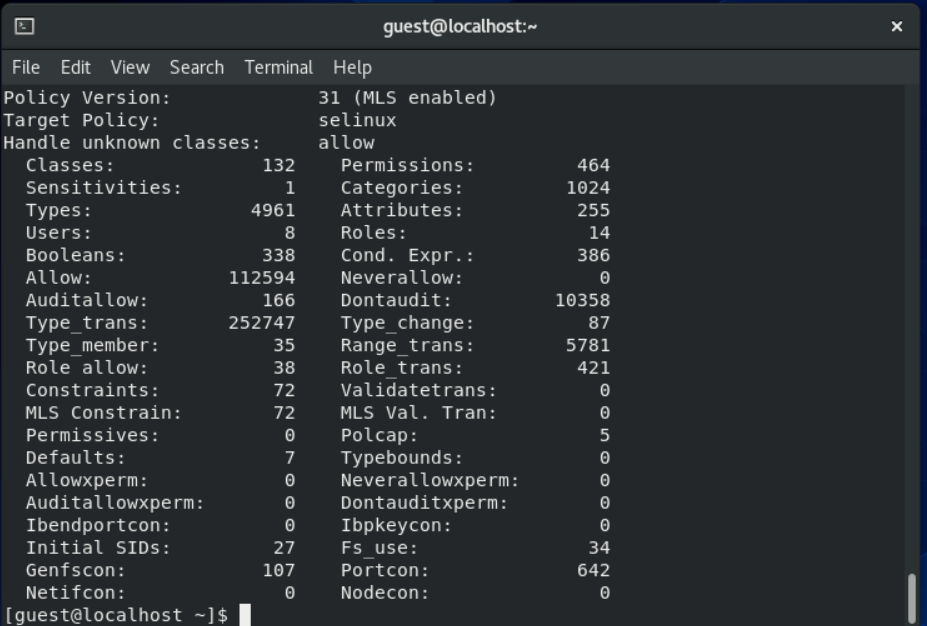 guest@localhost:~
File Edit View Search Terminal Help
Policy Version: 31 (MLS enabled)
Target Policy: selinux
Handle unknown classes: allow
Classes: 132 Permissions: 464
Sensitivities: 1 Categories: 1024
Types: 4961 Attributes: 255
Users: 8 Roles: 14
Booleans: 338 Cond. Expr.: 386
Allow: 112594 Neverallow: 0
Auditallow: 166 Dontaudit: 10358
Type_trans: 252747 Type_change: 87
Type_member: 35 Range_trans: 5781
Role allow: 38 Role_trans: 421
Constraints: 72 Validatetrans: 0
MLS Constrain: 72 MLS Val. Tran: 0
Permissives: 0 Polcap: 5
Defaults: 7 Typebounds: 0
Allowxperm: 0 Neverallowxperm: 0
Auditallowxperm: 0 Dontauditxperm: 0
Ibendportcon: 0 Ibpkeycon: 0
Initial SIDs: 27 Fs_use: 34
Genfscon: 107 Portcon: 642
Netifcon: 0 Nodecon: 0
[guest@localhost ~]$